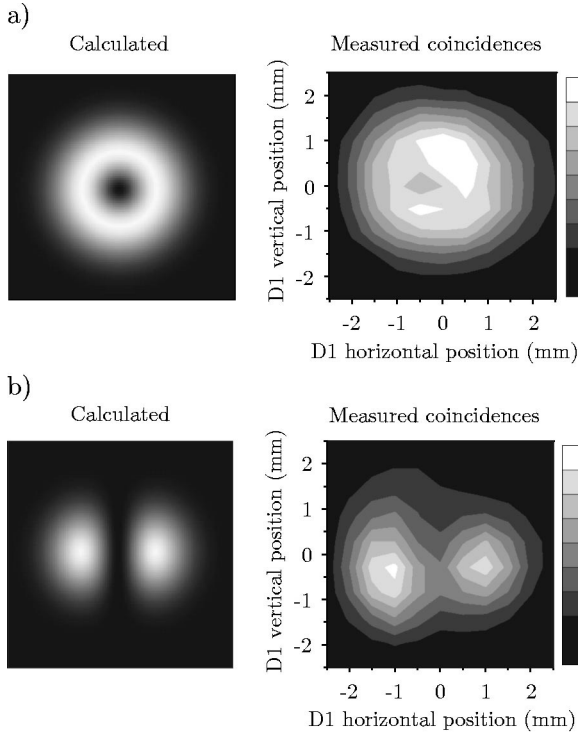 a)
Calculated
Measured coincidences
D1 vertical position (mm)
2
1
0
-1
-2
-2 -1 0 1 2
D1 horizontal position (mm)
b)
Calculated
Measured coincidences
D1 vertical position (mm)
2
1
0
-1
-2
-2 -1 0 1 2
D1 horizontal position (mm)